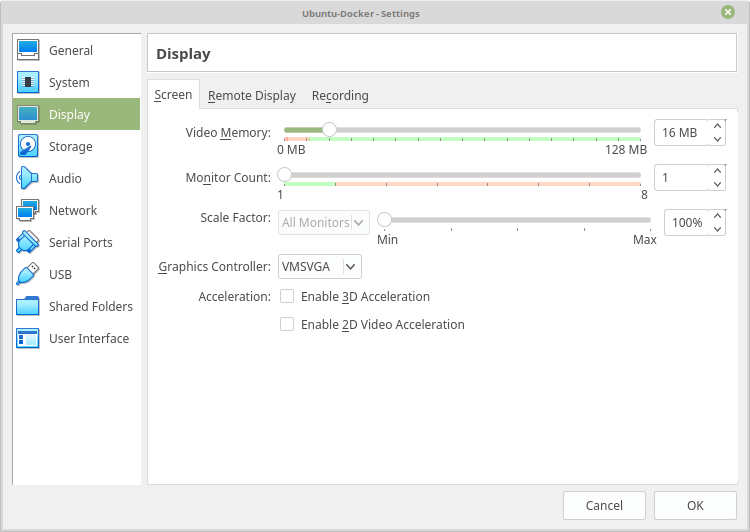 Ubuntu-Docker - Settings
General
System
Display
Storage
Audio
Network
Serial Ports
USB
Shared Folders
User Interface
Display
Screen Remote Display Recording
Video Memory: 16 MB
0 MB 128 MB
Monitor Count: 1
1 8
Scale Factor: All Monitors 100%
Min Max
Graphics Controller: VMSVGA
Acceleration: Enable 3D Acceleration
Enable 2D Video Acceleration
Cancel OK